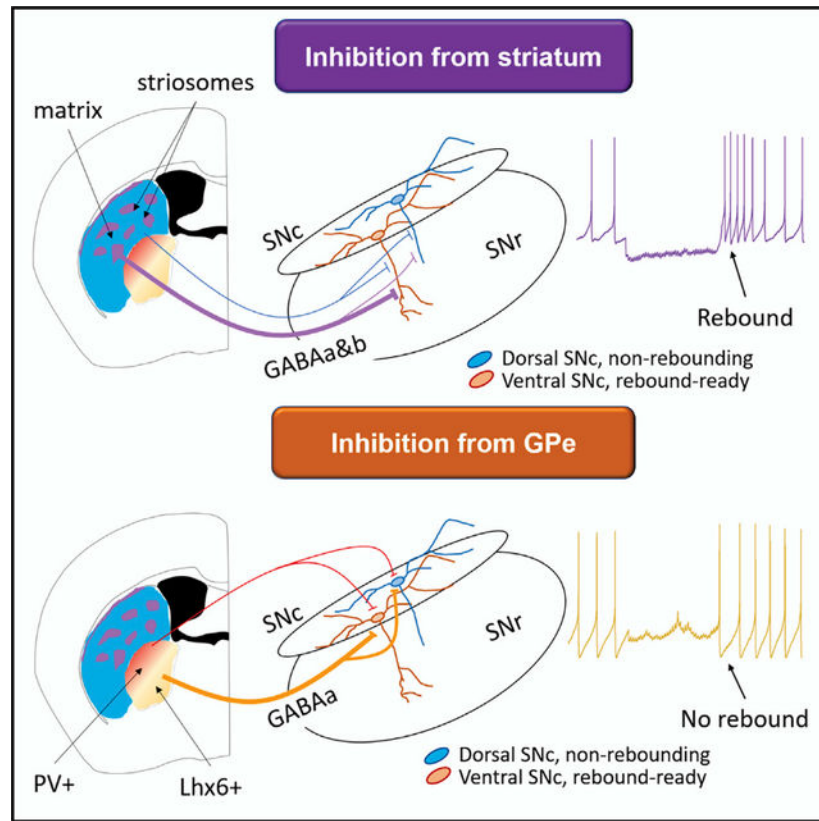 Inhibition from striatum
striosomes
matrix
SNc
SNr
GABAa&b
Rebound
Dorsal SNc, non-rebounding
Ventral SNc, rebound-ready
Inhibition from GPe
SNc
SNr
GABAa
No rebound
PV+
Lhx6+
Dorsal SNc, non-rebounding
Ventral SNc, rebound-ready